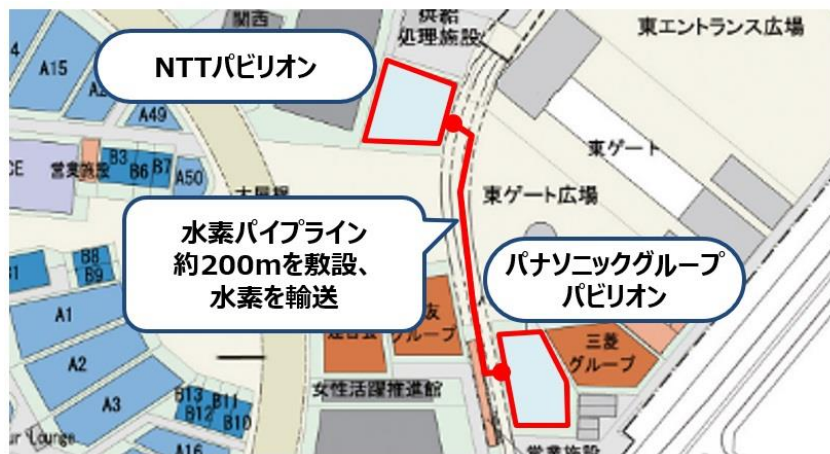 関西
供給
処理施設
東エントランス広場
NTTパビリオン
A15
A49
B3
B6
B7
A50
営業施設
東ゲート
東ゲート広場
水素パイプライン
約200mを敷設、
水素を輸送
パナソニックグループ
パビリオン
B8
B9
A1
A2
A3
グループ
三菱
グループ
女性活躍推進館
B13
B12
B11
B10
A16
ur Lounge
営業施設